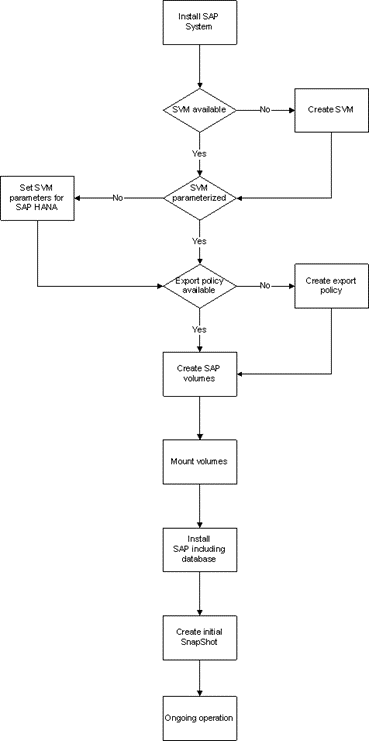 Install SAP
System
SVM available
No
Create SVM
Yes
Set SVM
parameters for
SAP HANA
No
SVM
parameterized
Yes
Export policy
available
No
Create export
policy
Yes
Create SAP
volumes
Mount volumes
Install
SAP including
database
Create initial
SnapShot
Ongoing operation